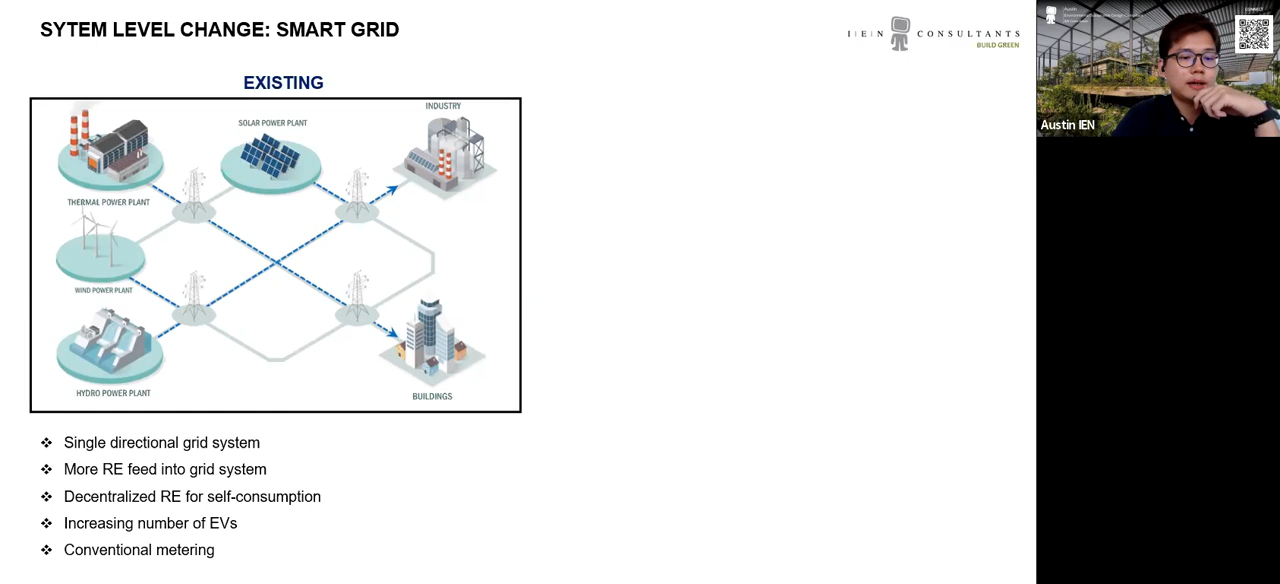 SYTEM LEVEL CHANGE: SMART GRID
I E N CONSULTANTS
BUILD GREEN
EXISTING
INDUSTRY
SOLAR POWER PLANT
THERMAL POWER PLANT
WIND POWER PLANT
HYDRO POWER PLANT
BUILDINGS
❖ Single directional grid system
❖ More RE feed into grid system
❖ Decentralized RE for self-consumption
❖ Increasing number of EVs
❖ Conventional metering
CONNECT
Austin IEN